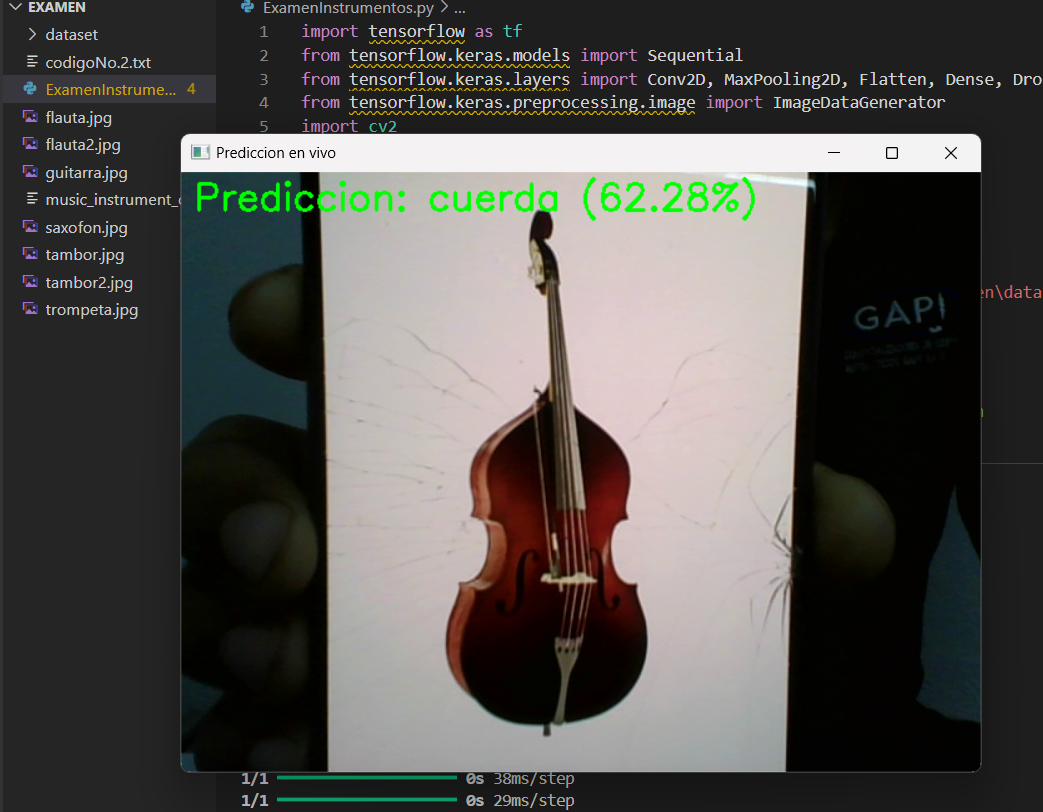 EXAMEN
dataset
codigoNo.2.txt
ExamenInstrume... 4
flauta.jpg
flauta2.jpg
guitarra.jpg
music_instrument_
saxofon.jpg
tambor.jpg
tambor2.jpg
trompeta.jpg
ExamenInstrumentos.py > ...
1 import tensorflow as tf
2 from tensorflow.keras.models import Sequential
3 from tensorflow.keras.layers import Conv2D, MaxPooling2D, Flatten, Dense, Dro
4 from tensorflow.keras.preprocessing.image import ImageDataGenerator
5 import cv2
Prediccion en vivo
Prediccion: cuerda (62.28%)
en\data
1/1 0s 38ms/step
1/1 0s 29ms/step